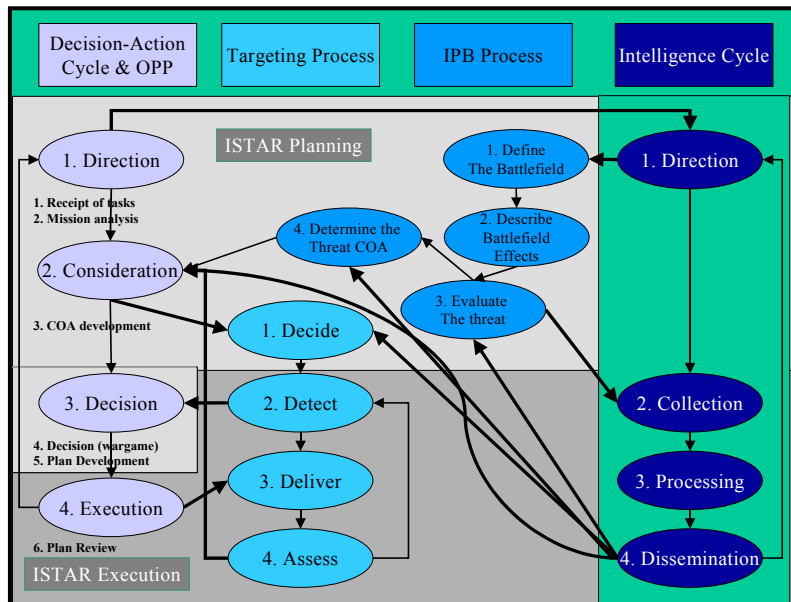 Decision-Action
Cycle & OPP
Targeting Process
IPB Process
Intelligence Cycle
ISTAR Planning
1. Direction
1. Define
The Battlefield
1. Direction
1. Receipt of tasks
2. Mission analysis
4. Determine the
Threat COA
2. Describe
Battlefield
Effects
2. Consideration
3. Evaluate
The threat
3. COA development
1. Decide
3. Decision
2. Detect
2. Collection
4. Decision (wargame)
5. Plan Development
3. Deliver
3. Processing
4. Execution
6. Plan Review
4. Assess
4. Dissemination
ISTAR Execution